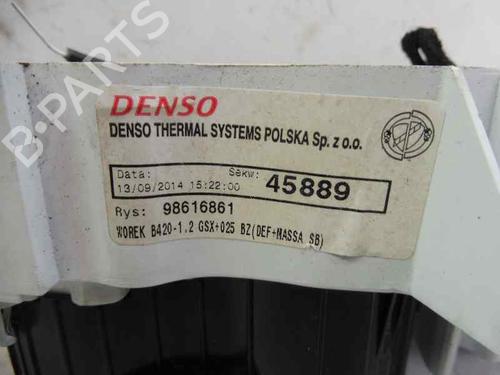 DENSO
DENSO THERMAL SYSTEMS POLSKA Sp. z o.o.
Data: Sekw:
13/09/2014 15:22:00 45889
Rys: 98616861
WOREK B420-1.2 GSX+025 BZ(DEF+MASSA SB)